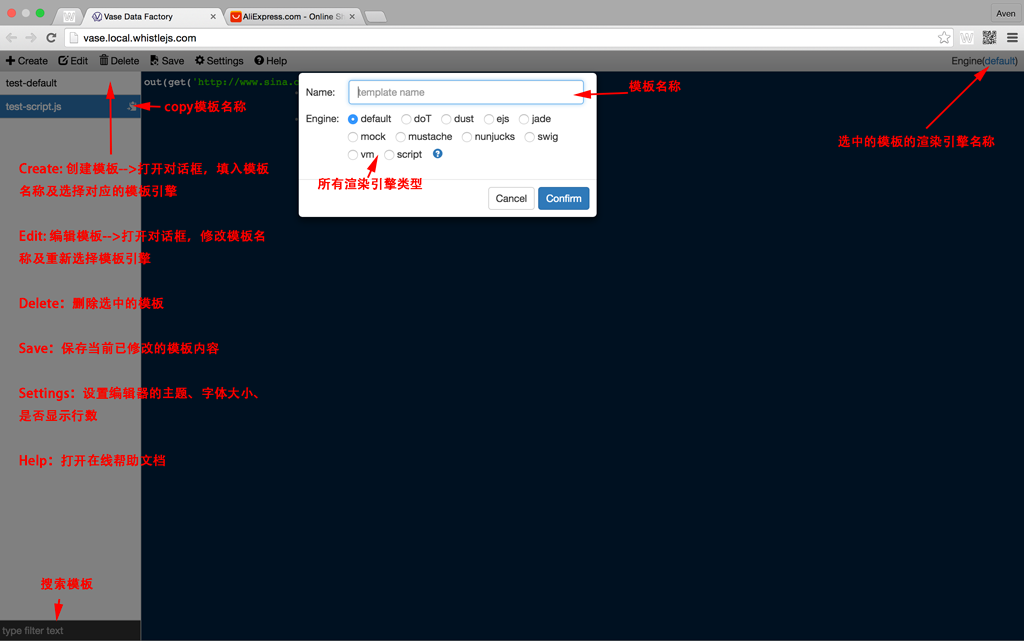 W
Vase Data Factory
AliExpress.com - Online S
Aven
vase.local.whistlejs.com
W
Create Edit Delete Save Settings Help
Engine(default)
test-default
test-script.js
out(get('http://www.sina.c
copy模板名称
Name:
template name
模板名称
Engine:
default doT dust ejs jade
mock mustache nunjucks swig
vm script
所有渲染引擎类型
Cancel Confirm
选中的模板的渲染引擎名称
Create: 创建模板-->打开对话框，填入模板
名称及选择对应的模板引擎
Edit: 编辑模板-->打开对话框，修改模板名
称及重新选择模板引擎
Delete：删除选中的模板
Save：保存当前已修改的模板内容
Settings：设置编辑器的主题、字体大小、
是否显示行数
Help：打开在线帮助文档
搜索模板
type filter text